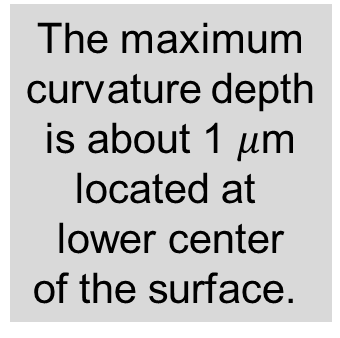 The maximum
curvature depth
is about 1 μm
located at
lower center
of the surface.